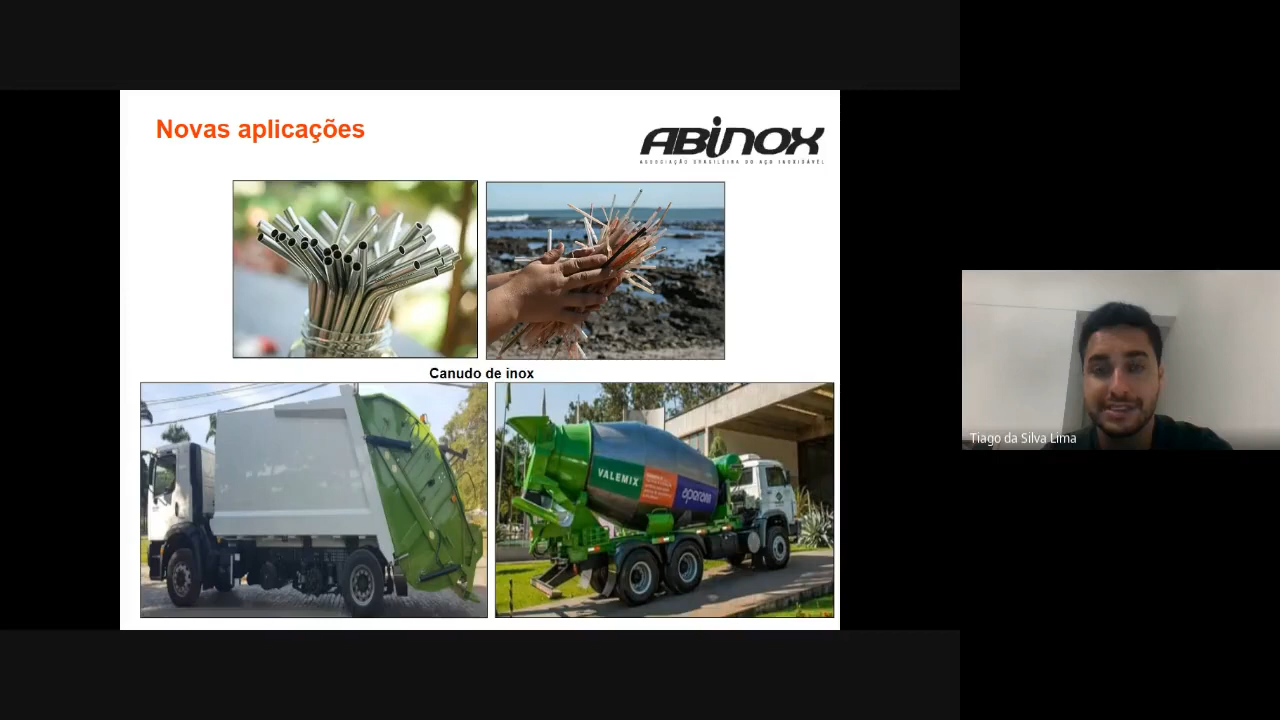 Novas aplicações
ABINOX
ASSOCIAÇÃO BRASILEIRA DO AÇO INOXIDÁVEL
Canudo de inox
VALEMIX
aperam
Tiago da Silva Lima